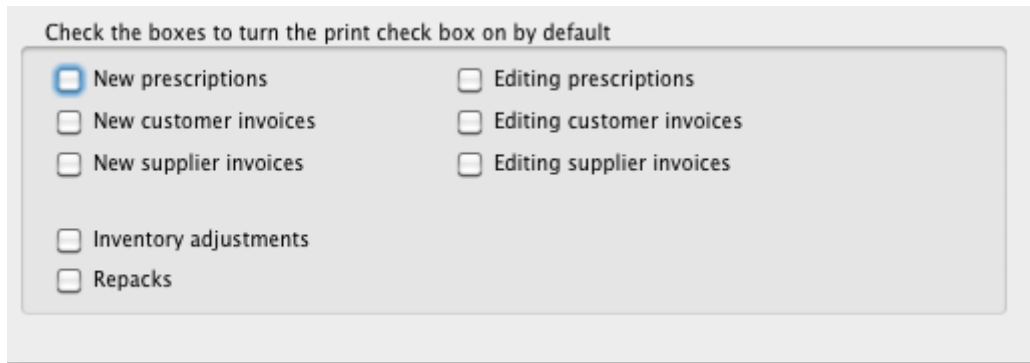 Check the boxes to turn the print check box on by default
New prescriptions
Editing prescriptions
New customer invoices
Editing customer invoices
New supplier invoices
Editing supplier invoices
Inventory adjustments
Repacks